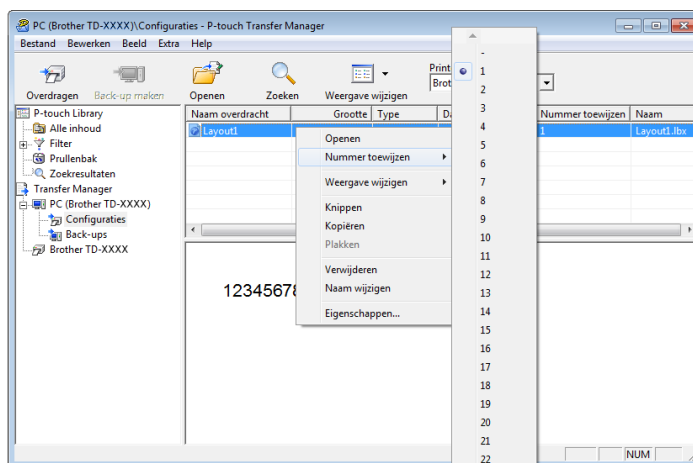 PC (Brother TD-XXXX)\Configuraties - P-touch Transfer Manager
Bestand Bewerken Beeld Extra Help
Overdragen Back-up maken Openen Zoeken Weergave wijzigen
P-touch Library
Alle inhoud
Filter
Prullenbak
Zoekresultaten
Transfer Manager
PC (Brother TD-XXXX)
Configuraties
Back-ups
Brother TD-XXXX
Naam overdracht Grootte Type Nummer toewijzen Naam
Layout1 1 Layout1.lbx
Openen
Nummer toewijzen
Weergave wijzigen
Knippen
Kopiëren
Plakken
Verwijderen
Naam wijzigen
Eigenschappen...
-
1
2
3
4
5
6
7
8
9
10
11
12
13
14
15
16
17
18
19
20
21
22
1234567
NUM